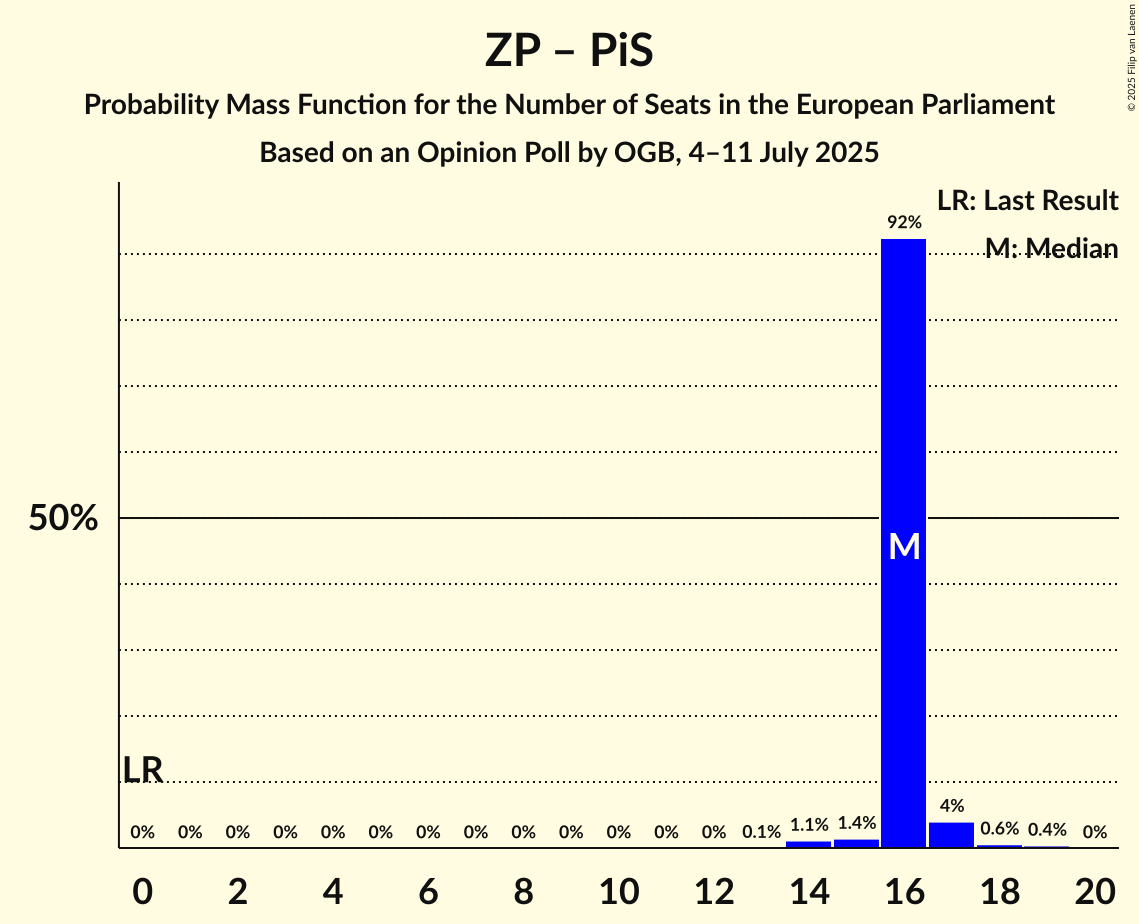 ZP – PiS
Probability Mass Function for the Number of Seats in the European Parliament
Based on an Opinion Poll by OGB, 4–11 July 2025
© 2025 Filip van Laenen
LR: Last Result
M: Median
92%
50%
M
LR
0% 0% 0% 0% 0% 0% 0% 0% 0% 0% 0% 0% 0% 0.1% 1.1% 1.4% 4% 0.6% 0.4% 0%
0 2 4 6 8 10 12 14 16 18 20